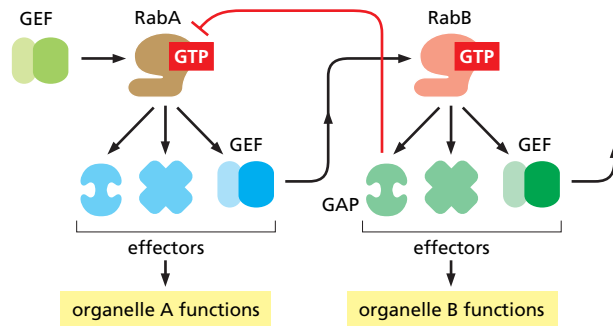 GEF
RabA
GTP
GEF
effectors
organelle A functions
RabB
GTP
GAP
GEF
effectors
organelle B functions